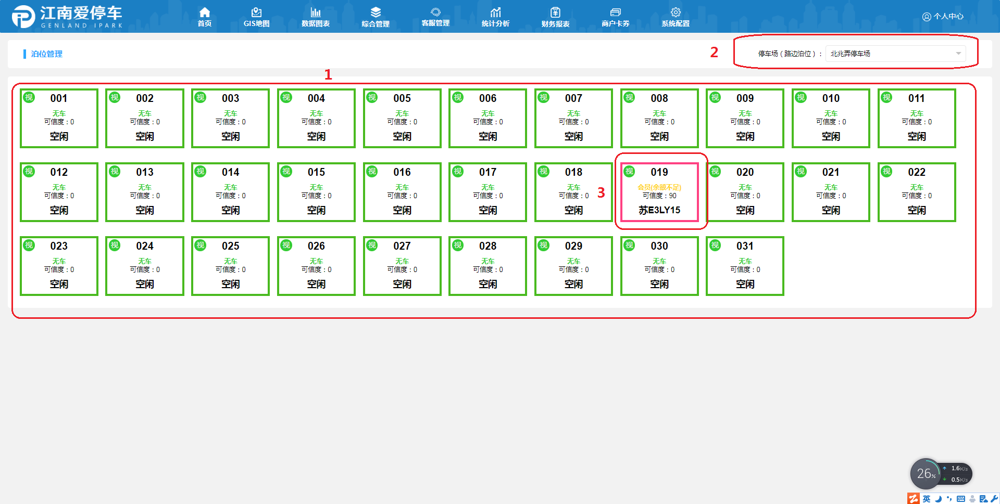 江南爱停车
GENLAND IPARK
首页 GIS地图 数据图表 综合管理 客服管理 统计分析 财务报表 商户卡券 系统配置 个人中心
泊位管理
2 停车场（路边泊位）： 北兆弄停车场
1
视 001 视 002 视 003 视 004 视 005 视 006 视 007 视 008 视 009 视 010 视 011
无车 无车 无车 无车 无车 无车 无车 无车 无车 无车 无车
可信度：0 可信度：0 可信度：0 可信度：0 可信度：0 可信度：0 可信度：0 可信度：0 可信度：0 可信度：0 可信度：0
空闲 空闲 空闲 空闲 空闲 空闲 空闲 空闲 空闲 空闲 空闲
视 012 视 013 视 014 视 015 视 016 视 017 视 018 视 019 视 020 视 021 视 022
无车 无车 无车 无车 无车 无车 无车 会员(余额不足) 无车 无车 无车
可信度：0 可信度：0 可信度：0 可信度：0 可信度：0 可信度：0 可信度：0 3 可信度：90 可信度：0 可信度：0 可信度：0
空闲 空闲 空闲 空闲 空闲 空闲 空闲 苏E3LY15 空闲 空闲 空闲
视 023 视 024 视 025 视 026 视 027 视 028 视 029 视 030 视 031
无车 无车 无车 无车 无车 无车 无车 无车 无车
可信度：0 可信度：0 可信度：0 可信度：0 可信度：0 可信度：0 可信度：0 可信度：0 可信度：0
空闲 空闲 空闲 空闲 空闲 空闲 空闲 空闲 空闲
26% 1.6K/s
0.5K/s
英